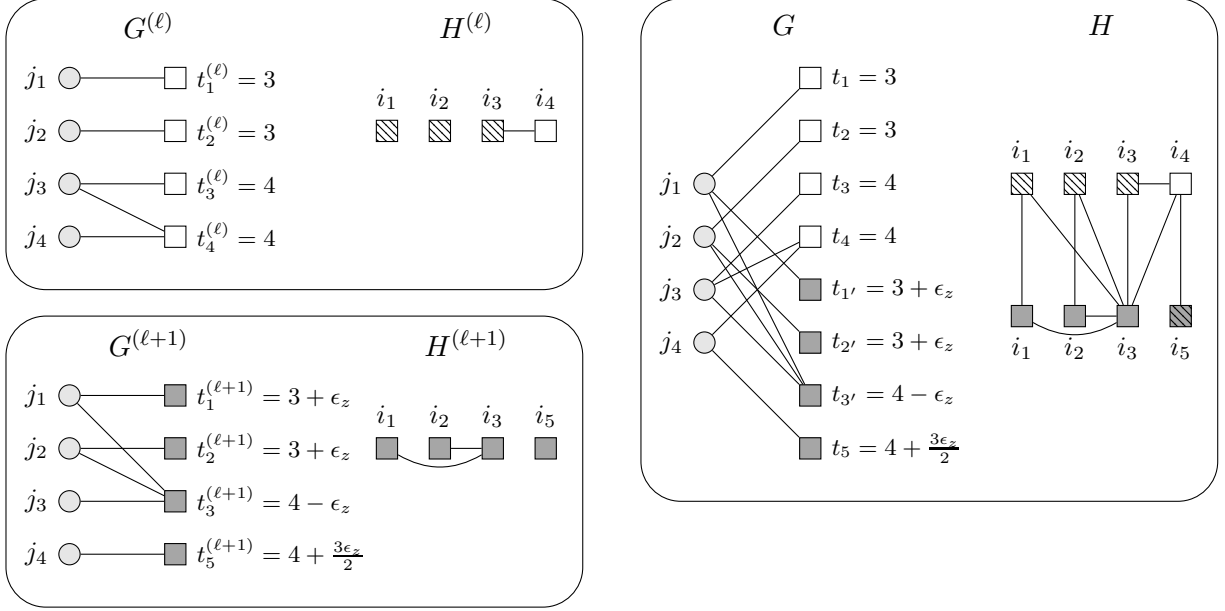 G^{(ℓ)} H^{(ℓ)}
j_1 t_1^{(ℓ)} = 3
j_2 t_2^{(ℓ)} = 3
j_3 t_3^{(ℓ)} = 4
j_4 t_4^{(ℓ)} = 4
i_1 i_2 i_3 i_4
G^{(ℓ+1)} H^{(ℓ+1)}
j_1 t_1^{(ℓ+1)} = 3 + ϵ_z
j_2 t_2^{(ℓ+1)} = 3 + ϵ_z
j_3 t_3^{(ℓ+1)} = 4 − ϵ_z
j_4 t_5^{(ℓ+1)} = 4 + \frac{3ϵ_z}{2}
i_1 i_2 i_3 i_5
G H
t_1 = 3
t_2 = 3
j_1 t_3 = 4
j_2 t_4 = 4
j_3 t_{1'} = 3 + ϵ_z
j_4 t_{2'} = 3 + ϵ_z
t_{3'} = 4 − ϵ_z
t_5 = 4 + \frac{3ϵ_z}{2}
i_1 i_2 i_3 i_4
i_1 i_2 i_3 i_5